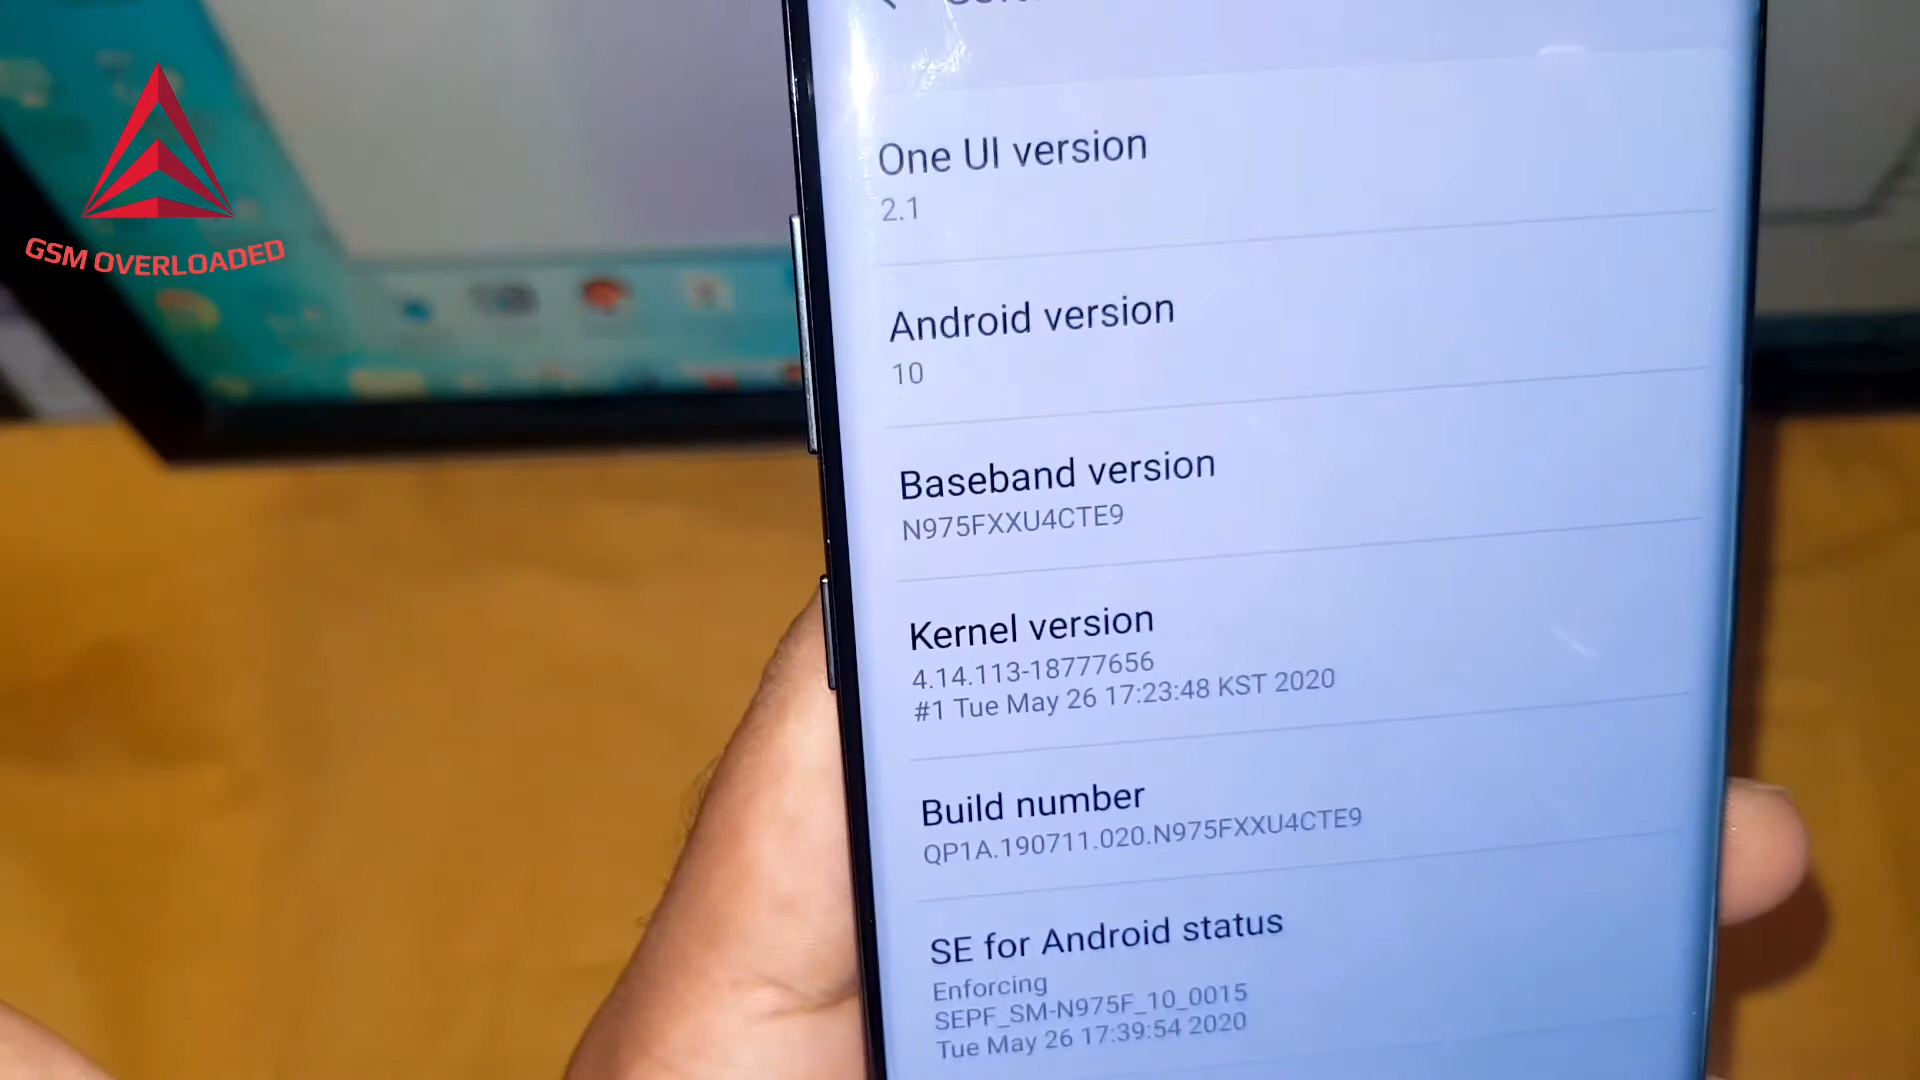 GSM OVERLOADED
One UI version
2.1
Android version
10
Baseband version
N975FXXU4CTE9
Kernel version
4.14.113-18777656
#1 Tue May 26 17:23:48 KST 2020
Build number
QP1A.190711.020.N975FXXU4CTE9
SE for Android status
Enforcing
SEPF_SM-N975F_10_0015
Tue May 26 17:39:54 2020